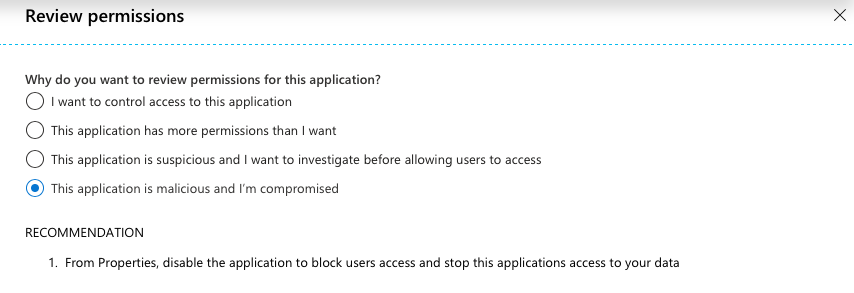 Review permissions
Why do you want to review permissions for this application?
I want to control access to this application
This application has more permissions than I want
This application is suspicious and I want to investigate before allowing users to access
This application is malicious and I'm compromised
RECOMMENDATION
1. From Properties, disable the application to block users access and stop this applications access to your data